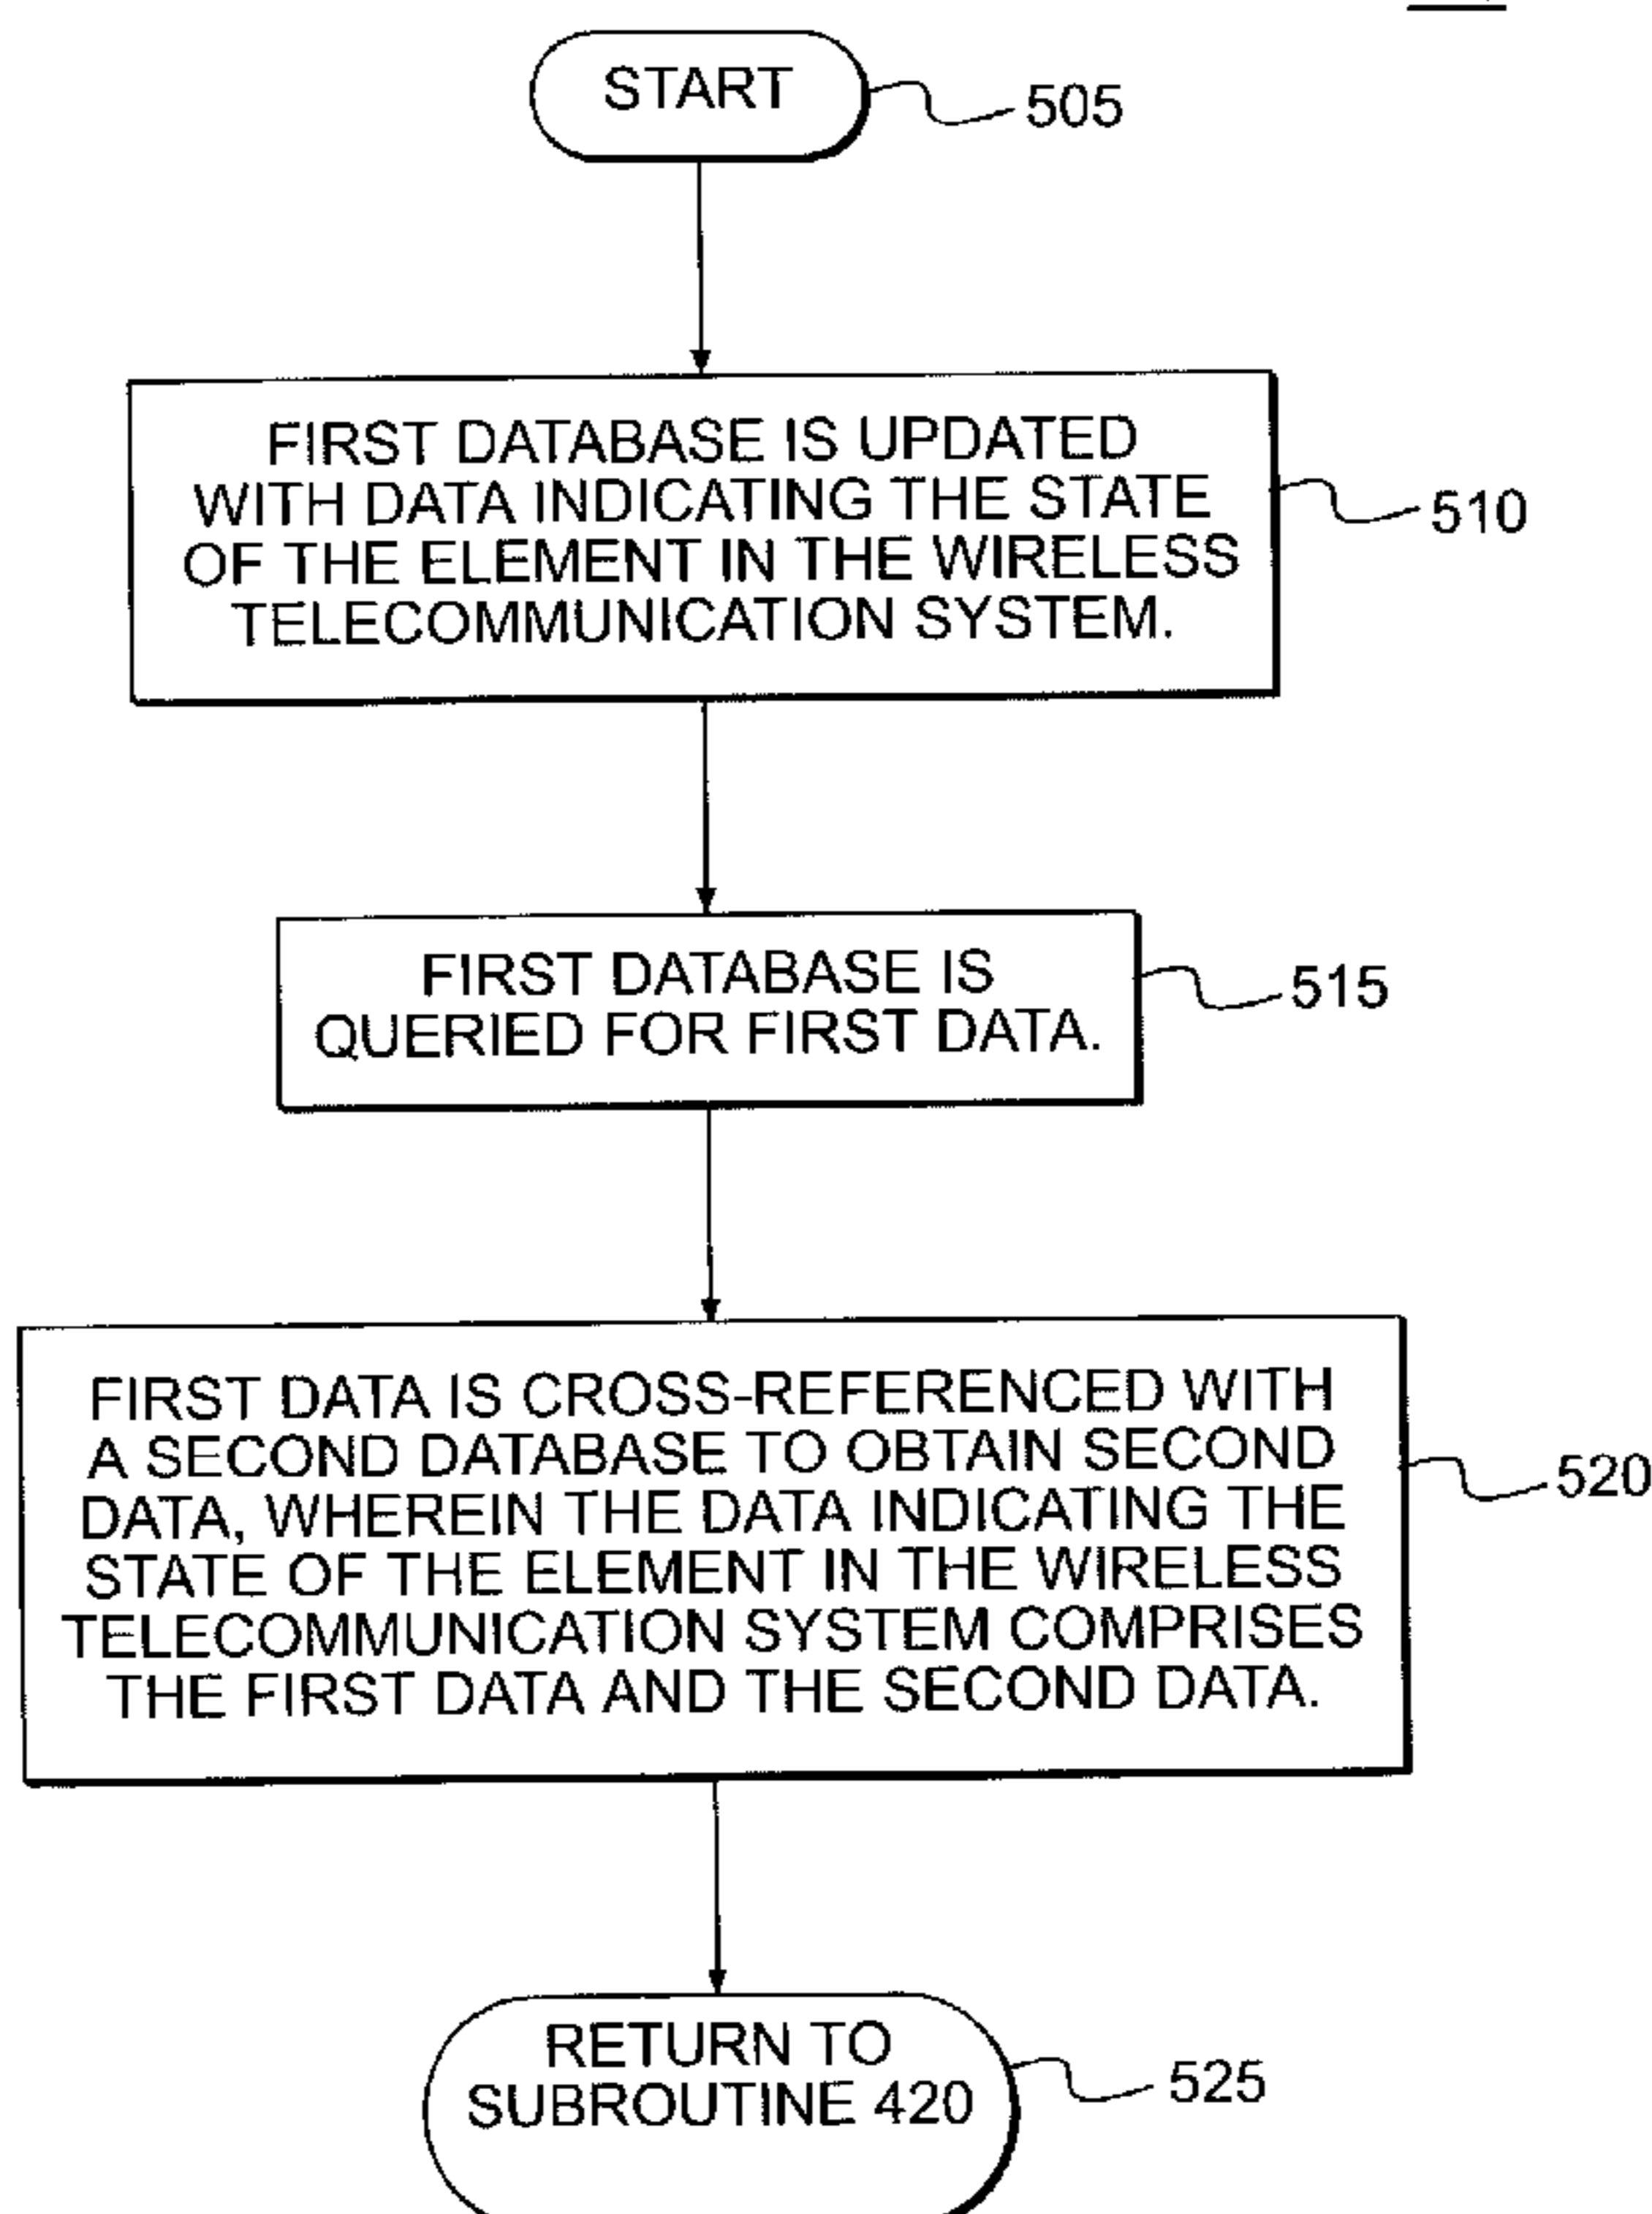 START
505
FIRST DATABASE IS UPDATED
WITH DATA INDICATING THE STATE
OF THE ELEMENT IN THE WIRELESS
TELECOMMUNICATION SYSTEM.
510
FIRST DATABASE IS
QUERIED FOR FIRST DATA.
515
FIRST DATA IS CROSS-REFERENCED WITH
A SECOND DATABASE TO OBTAIN SECOND
DATA, WHEREIN THE DATA INDICATING THE
STATE OF THE ELEMENT IN THE WIRELESS
TELECOMMUNICATION SYSTEM COMPRISES
THE FIRST DATA AND THE SECOND DATA.
520
RETURN TO
SUBROUTINE 420
525